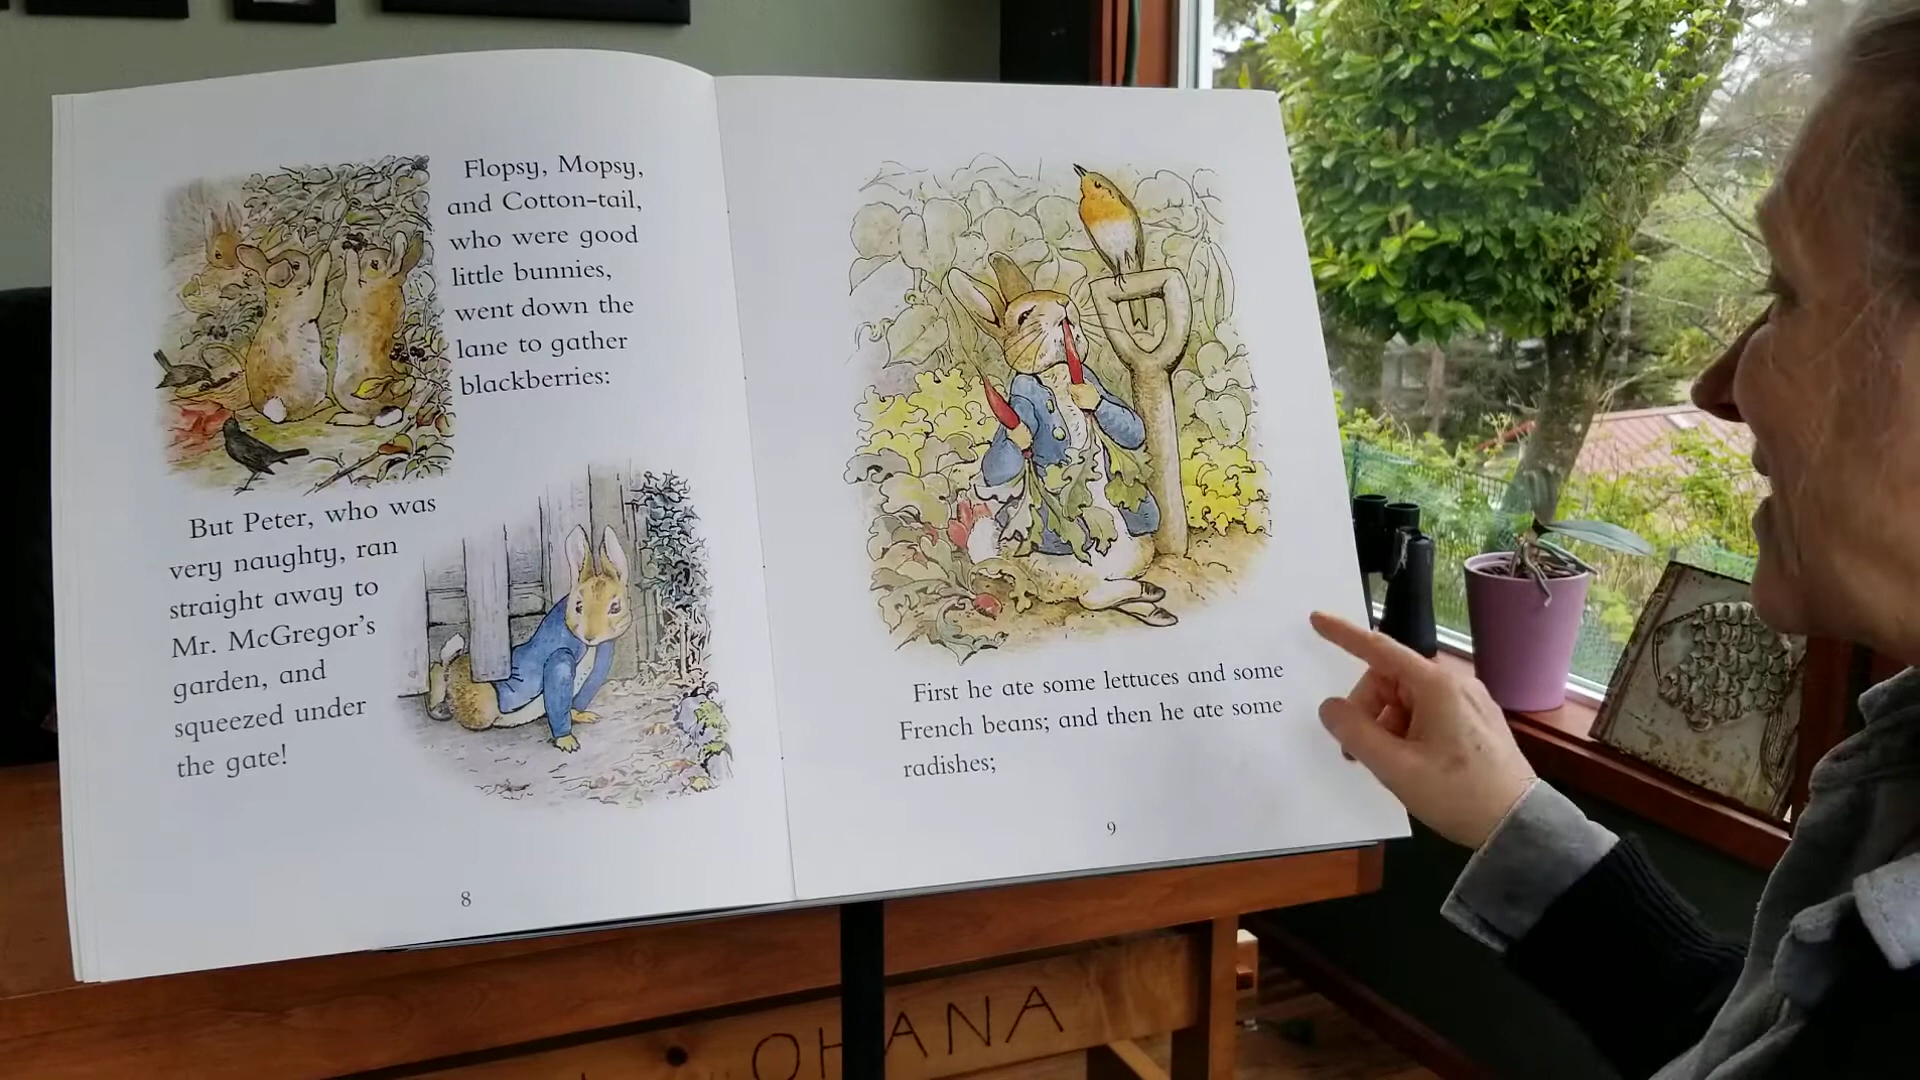 Flopsy, Mopsy,
and Cotton-tail,
who were good
little bunnies,
went down the
lane to gather
blackberries:
But Peter, who was
very naughty, ran
straight away to
Mr. McGregor's
garden, and
squeezed under
the gate!
8
First he ate some lettuces and some
French beans; and then he ate some
radishes;
9
OHANA